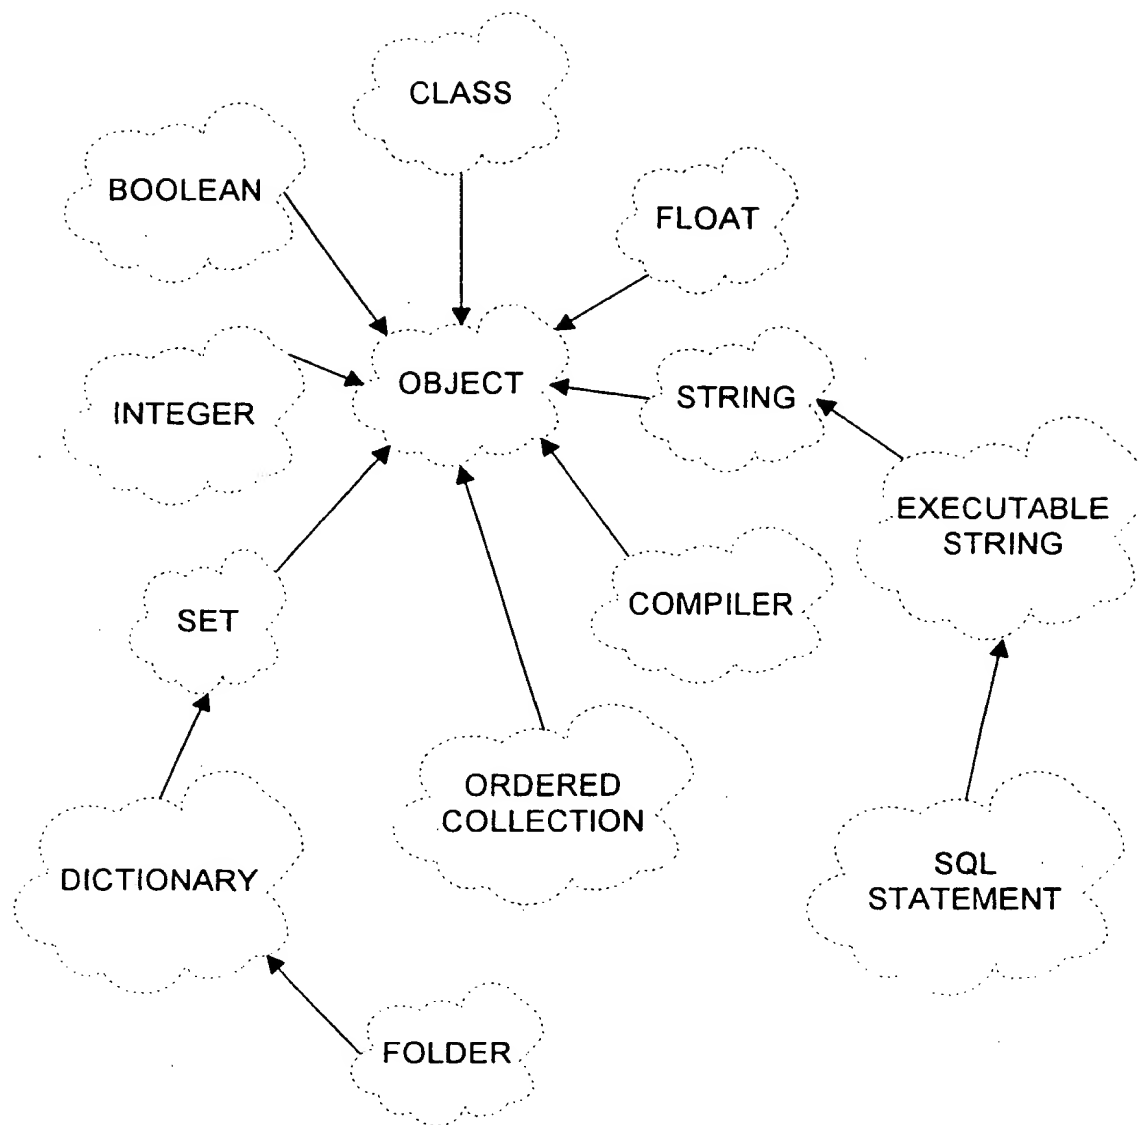 CLASS
BOOLEAN
FLOAT
OBJECT
STRING
INTEGER
EXECUTABLE
STRING
COMPILER
SET
ORDERED
COLLECTION
SQL
STATEMENT
DICTIONARY
FOLDER